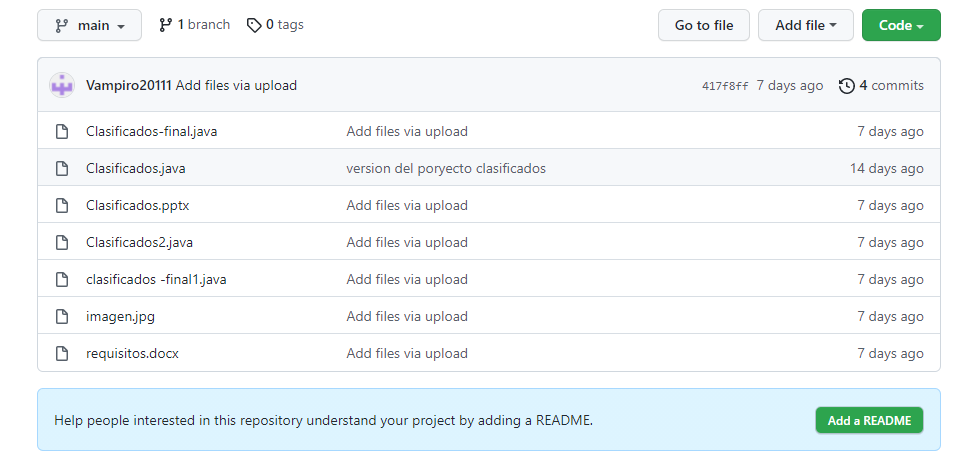 main 1 branch 0 tags Go to file Add file Code
Vampiro20111 Add files via upload 417f8ff 7 days ago 4 commits
Clasificados-final.java Add files via upload 7 days ago
Clasificados.java version del poryecto clasificados 14 days ago
Clasificados.pptx Add files via upload 7 days ago
Clasificados2.java Add files via upload 7 days ago
clasificados -final1.java Add files via upload 7 days ago
imagen.jpg Add files via upload 7 days ago
requisitos.docx Add files via upload 7 days ago
Help people interested in this repository understand your project by adding a README. Add a README